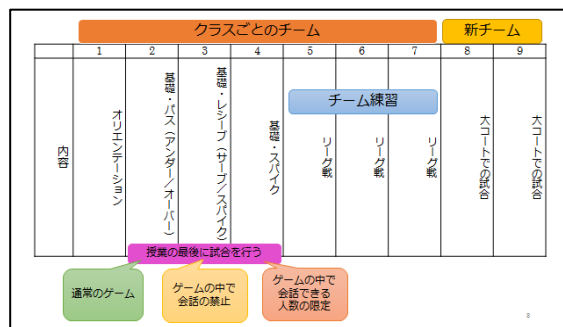 クラスごとのチーム
新チーム
1
2
3
4
5
6
7
8
9
内容
オリエンテーション
基礎・パス(アンダー/オーバー)
基礎・レシーブ(サーブ/スパイク)
基礎・スパイク
チーム練習
リーグ戦
リーグ戦
リーグ戦
大コートでの試合
大コートでの試合
授業の最後に試合を行う
通常のゲーム
ゲームの中で
会話の禁止
ゲームの中で
会話できる
人数の限定
8